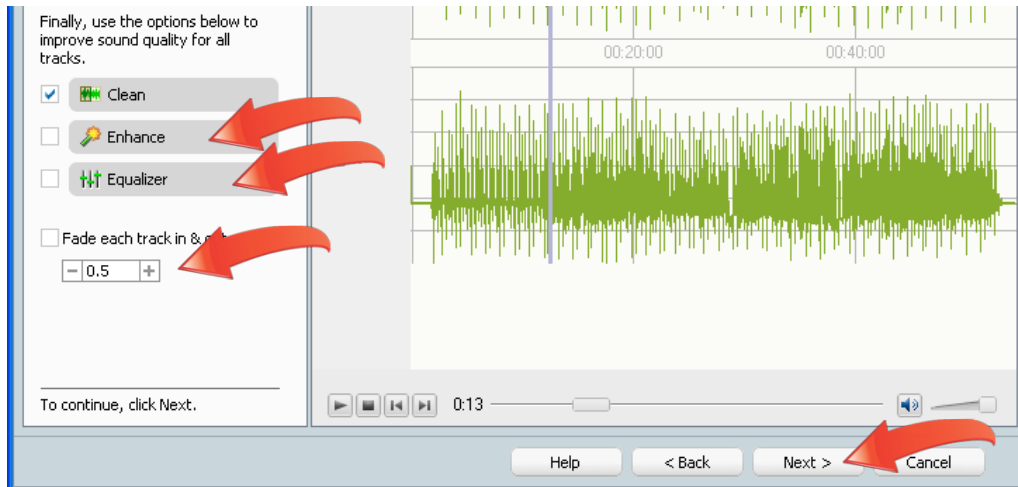 Finally, use the options below to
improve sound quality for all
tracks.
Clean
Enhance
Equalizer
Fade each track in &
- 0.5 +
To continue, click Next.
00:20:00 00:40:00
0:13
Help < Back Next > Cancel